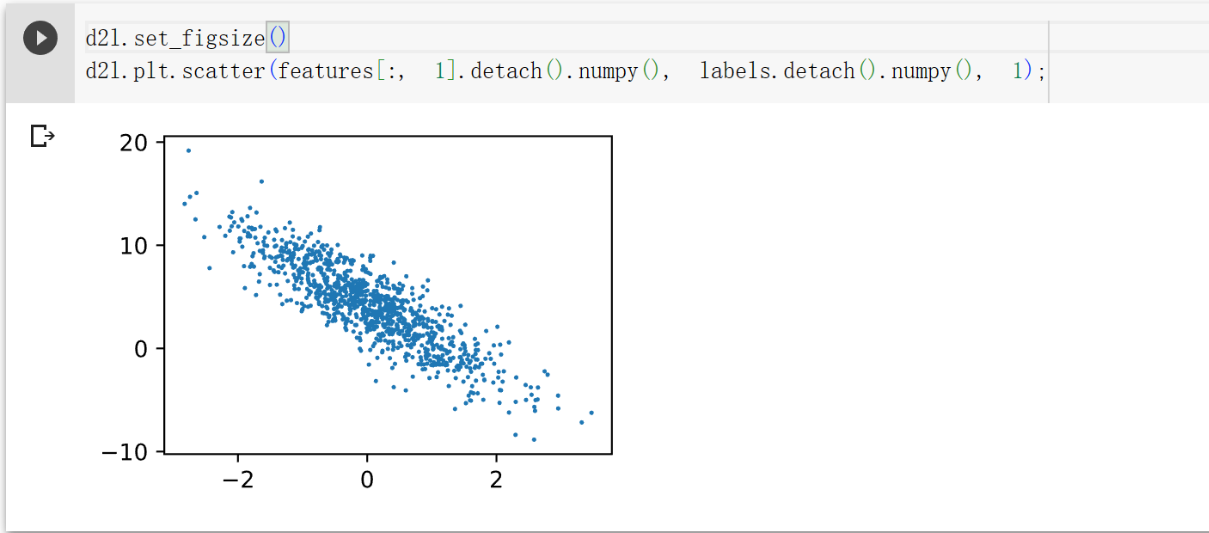 d2l.set_figsize()
d2l.plt.scatter(features[:, 1].detach().numpy(), labels.detach().numpy(), 1);
20
10
0
−10
−2 0 2